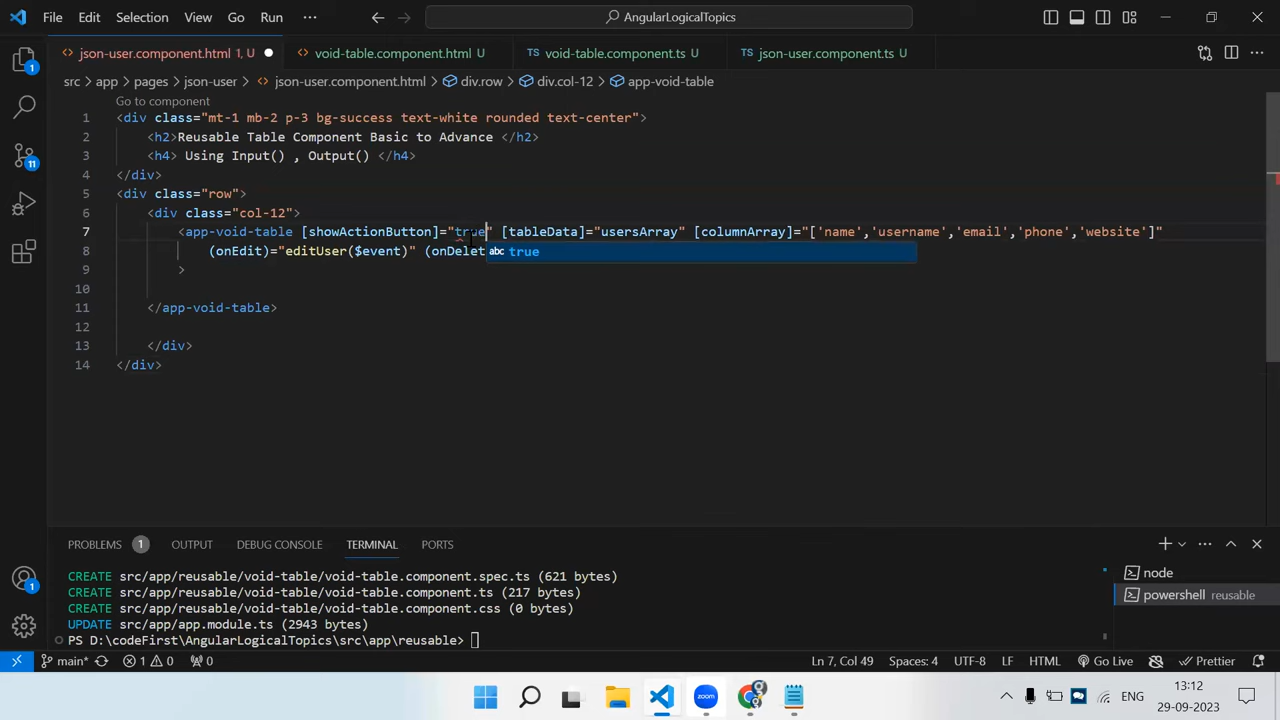 File Edit Selection View Go Run ··· AngularLogicalTopics
json-user.component.html 1, U void-table.component.html U TS void-table.component.ts U TS json-user.component.ts U
src > app > pages > json-user > json-user.component.html > div.row > div.col-12 > app-void-table
Go to component
1 <div class="mt-1 mb-2 p-3 bg-success text-white rounded text-center">
2 <h2>Reusable Table Component Basic to Advance </h2>
3 <h4> Using Input() , Output() </h4>
4 </div>
5 <div class="row">
6 <div class="col-12">
7 <app-void-table [showActionButton]="true" [tableData]="usersArray" [columnArray]="['name','username','email','phone','website']"
8 (onEdit)="editUser($event)" (onDelet
abc true
9 >
10
11 </app-void-table>
12
13 </div>
14 </div>
PROBLEMS 1 OUTPUT DEBUG CONSOLE TERMINAL PORTS
CREATE src/app/reusable/void-table/void-table.component.spec.ts (621 bytes)
CREATE src/app/reusable/void-table/void-table.component.ts (217 bytes)
CREATE src/app/reusable/void-table/void-table.component.css (0 bytes)
UPDATE src/app/app.module.ts (2943 bytes)
PS D:\codeFirst\AngularLogicalTopics\src\app\reusable>
node
powershell reusable
1
11
1
main* 1 0 0 Ln 7, Col 49 Spaces: 4 UTF-8 LF HTML Go Live Prettier
zoom
ENG 13:12
29-09-2023